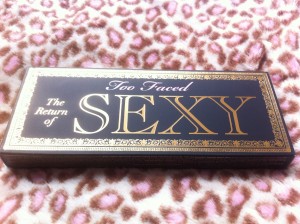 Too Faced
The
Return
of
SEXY